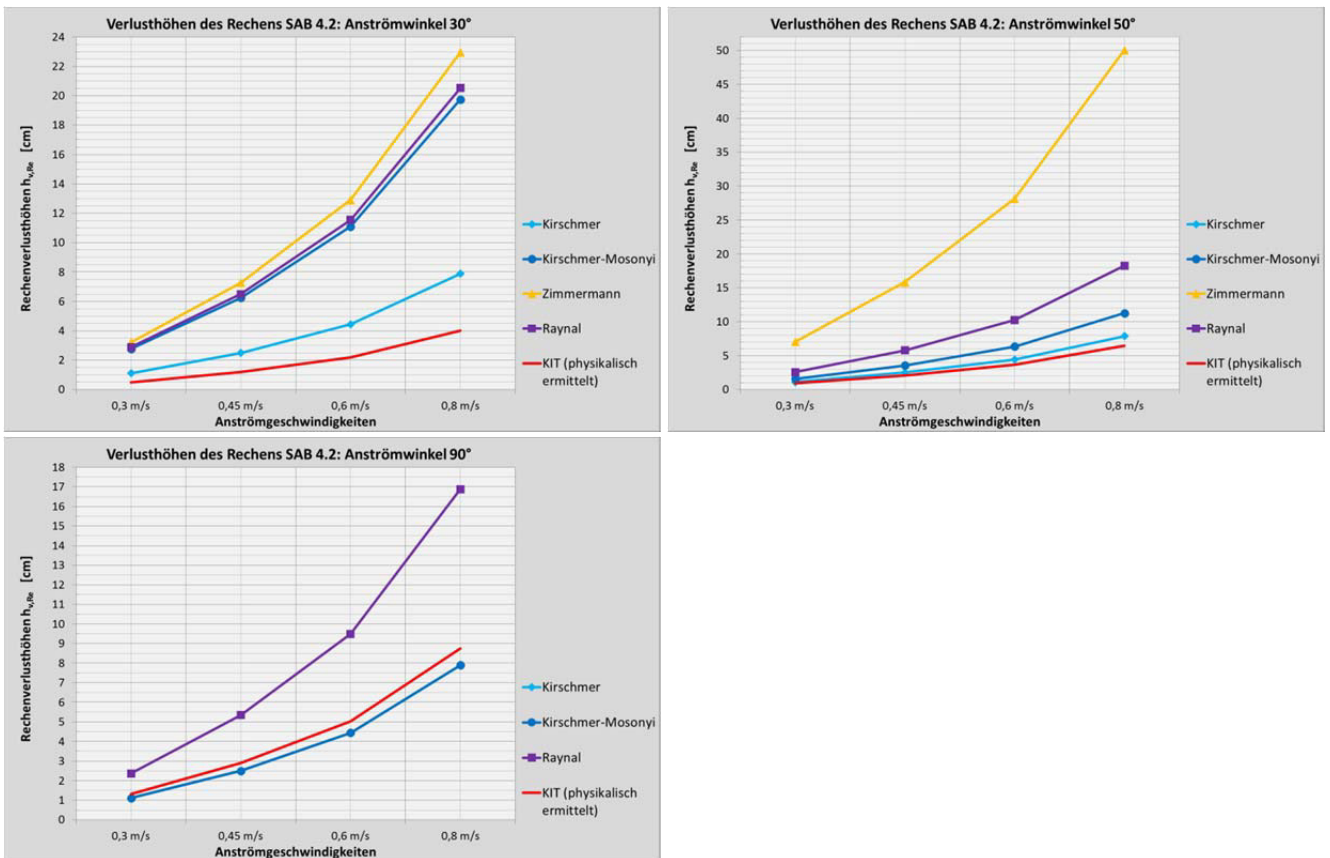 Verlusthöhen des Rechens SAB 4.2: Anströmwinkel 30°
24
22
20
18
16
14
12
10
8
6
4
2
0
Rechenverlusthöhen hv,Re [cm]
0,3 m/s 0,45 m/s 0,6 m/s 0,8 m/s
Anströmgeschwindigkeiten
Kirschmer
Kirschmer-Mosonyi
Zimmermann
Raynal
KIT (physikalisch
ermittelt)
Verlusthöhen des Rechens SAB 4.2: Anströmwinkel 50°
50
45
40
35
30
25
20
15
10
5
0
Rechenverlusthöhen hv,Re [cm]
0,3 m/s 0,45 m/s 0,6 m/s 0,8 m/s
Anströmgeschwindigkeiten
Kirschmer
Kirschmer-Mosonyi
Zimmermann
Raynal
KIT (physikalisch
ermittelt)
Verlusthöhen des Rechens SAB 4.2: Anströmwinkel 90°
18
17
16
15
14
13
12
11
10
9
8
7
6
5
4
3
2
1
0
Rechenverlusthöhen hv,Re [cm]
0,3 m/s 0,45 m/s 0,6 m/s 0,8 m/s
Anströmgeschwindigkeiten
Kirschmer
Kirschmer-Mosonyi
Raynal
KIT (physikalisch
ermittelt)